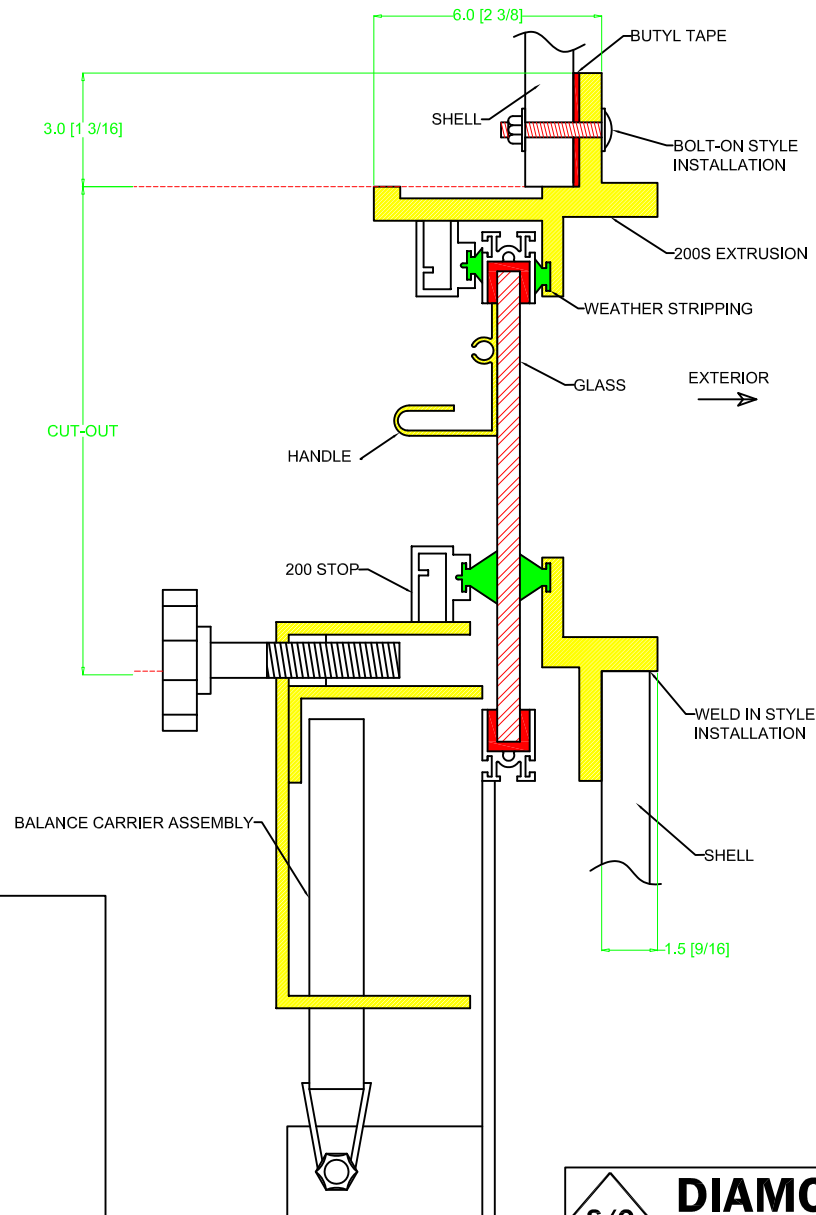 6.0 [2 3/8]
BUTYL TAPE
SHELL
3.0 [1 3/16]
BOLT-ON STYLE
INSTALLATION
200S EXTRUSION
WEATHER STRIPPING
GLASS
EXTERIOR
CUT-OUT
HANDLE
200 STOP
WELD IN STYLE
INSTALLATION
BALANCE CARRIER ASSEMBLY
SHELL
1.5 [9/16]
DIAMO